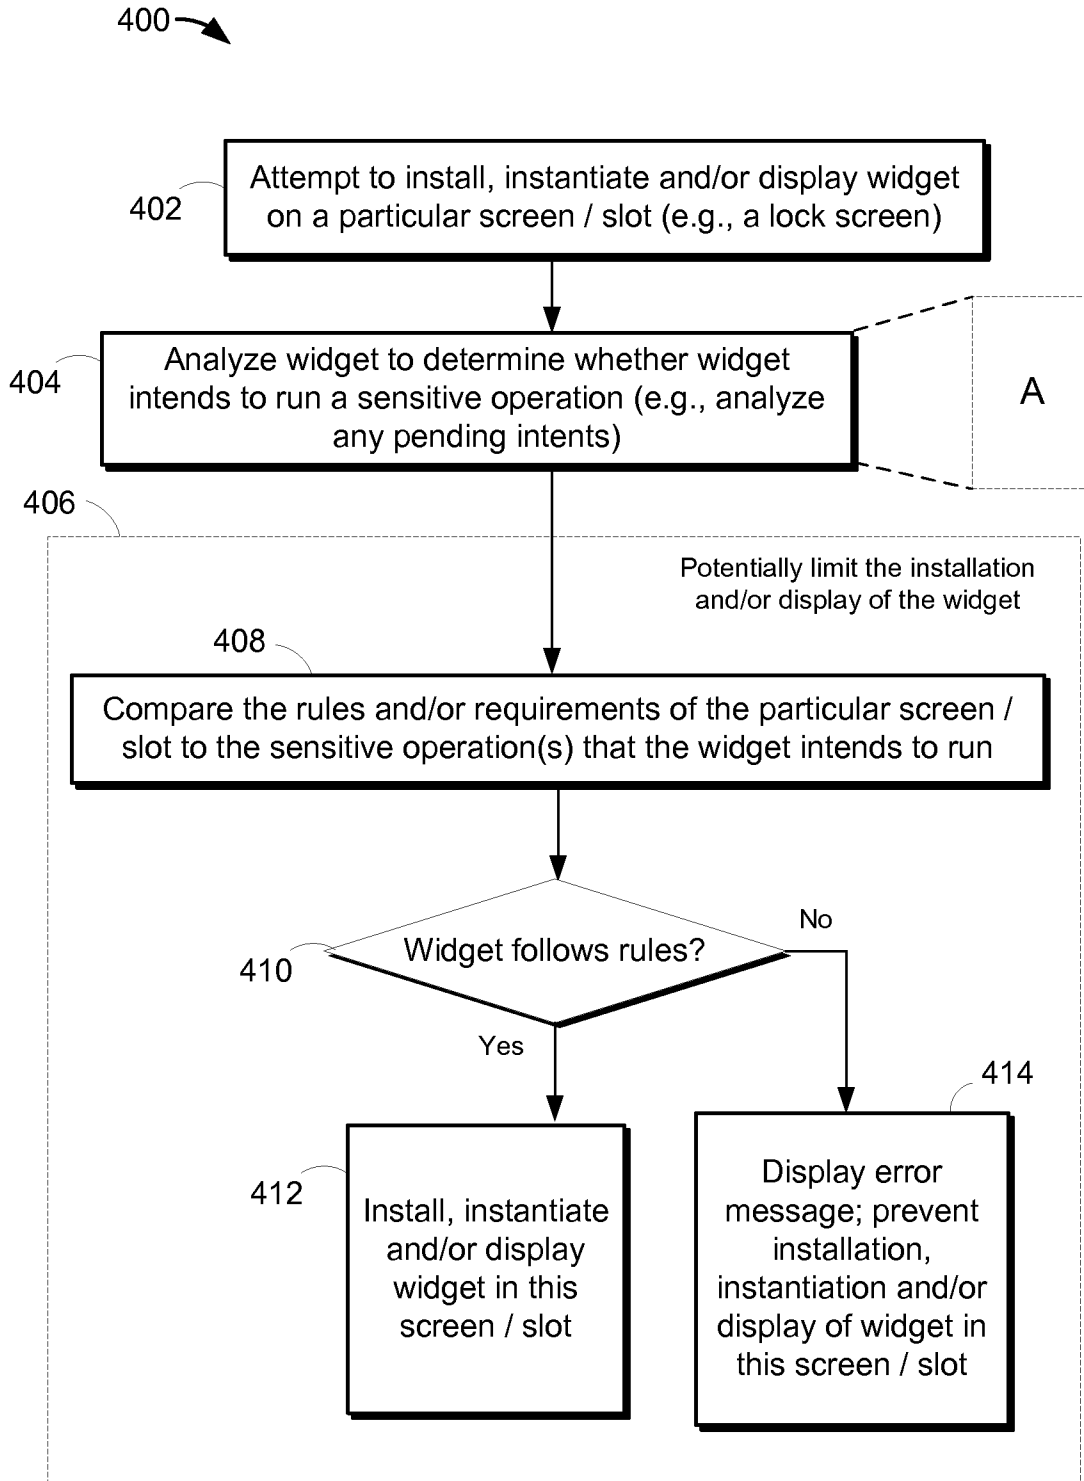 400
Attempt to install, instantiate and/or display widget
on a particular screen / slot (e.g., a lock screen)
402
Analyze widget to determine whether widget
intends to run a sensitive operation (e.g., analyze
any pending intents)
404
A
406
Potentially limit the installation
and/or display of the widget
408
Compare the rules and/or requirements of the particular screen /
slot to the sensitive operation(s) that the widget intends to run
No
Widget follows rules?
410
Yes
414
412
Install, instantiate
and/or display
widget in this
screen / slot
Display error
message; prevent
installation,
instantiation and/or
display of widget in
this screen / slot